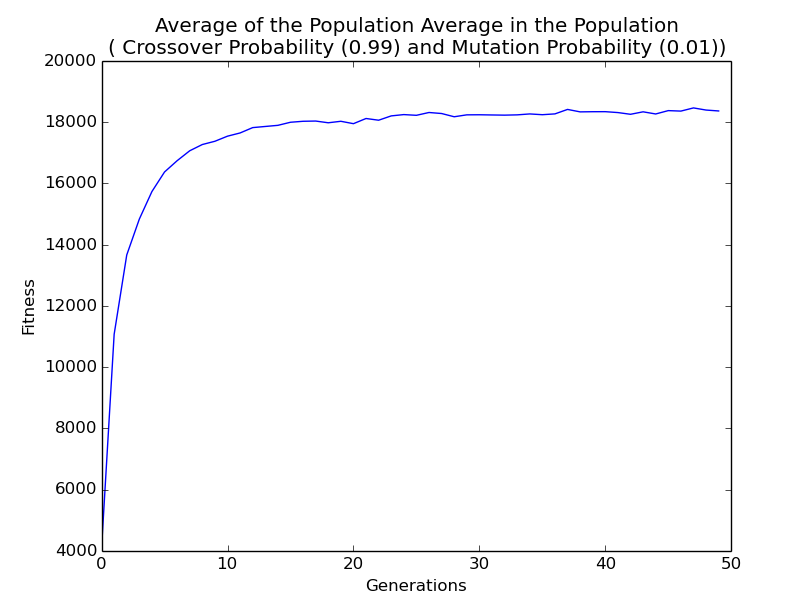 Average of the Population Average in the Population
( Crossover Probability (0.99) and Mutation Probability (0.01))
20000
18000
16000
14000
12000
10000
8000
6000
4000
Fitness
0 10 20 30 40 50
Generations